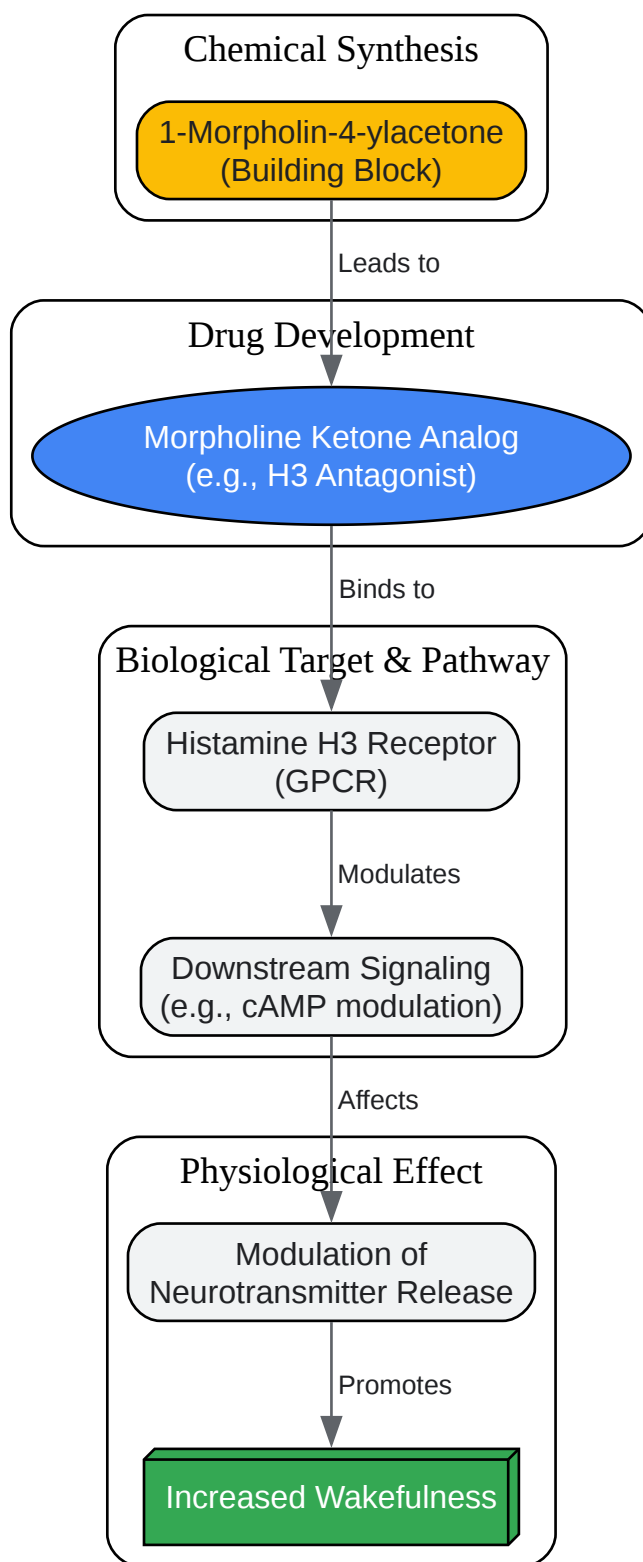 Chemical Synthesis
1-Morpholin-4-ylacetone
(Building Block)
Leads to
Drug Development
Morpholine Ketone Analog
(e.g., H3 Antagonist)
Binds to
Biological Target & Pathway
Histamine H3 Receptor
(GPCR)
Modulates
Downstream Signaling
(e.g., cAMP modulation)
Affects
Physiological Effect
Modulation of
Neurotransmitter Release
Promotes
Increased Wakefulness